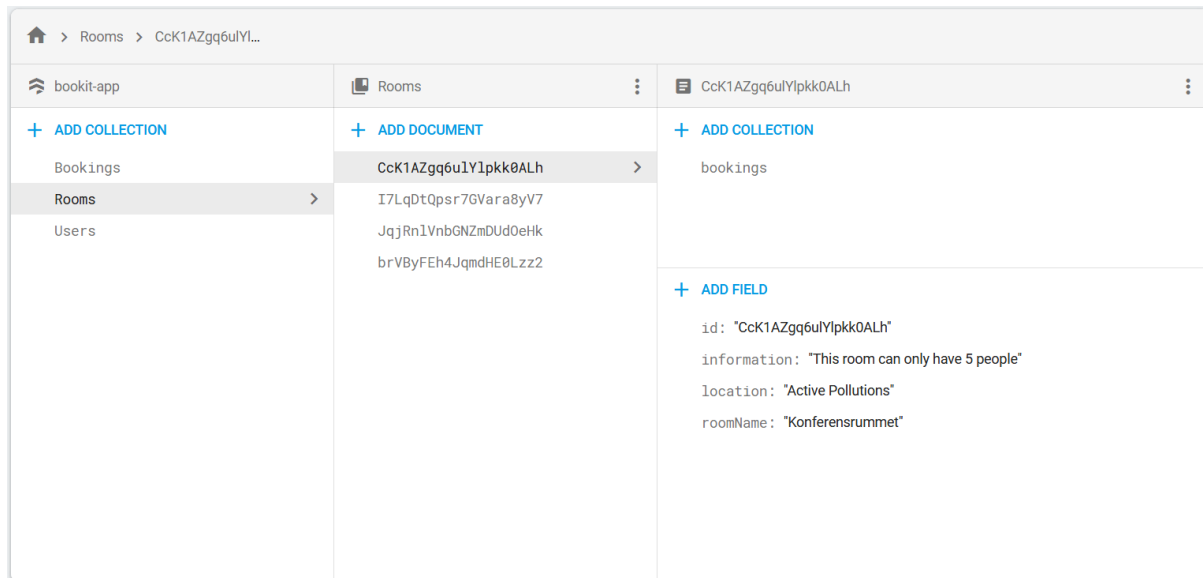 Rooms > CcK1AZgq6ulYl...
bookit-app
Rooms
CcK1AZgq6ulYlpkk0ALh
+ ADD COLLECTION
Bookings
Rooms
Users
+ ADD DOCUMENT
CcK1AZgq6ulYlpkk0ALh
I7LqDtQpsr7GVara8yV7
JqjRnlVnbGNZmDUdOeHk
brVByFEh4JqmdHE0Lzz2
+ ADD COLLECTION
bookings
+ ADD FIELD
id: "CcK1AZgq6ulYlpkk0ALh"
information: "This room can only have 5 people"
location: "Active Pollutions"
roomName: "Konferensrummet"